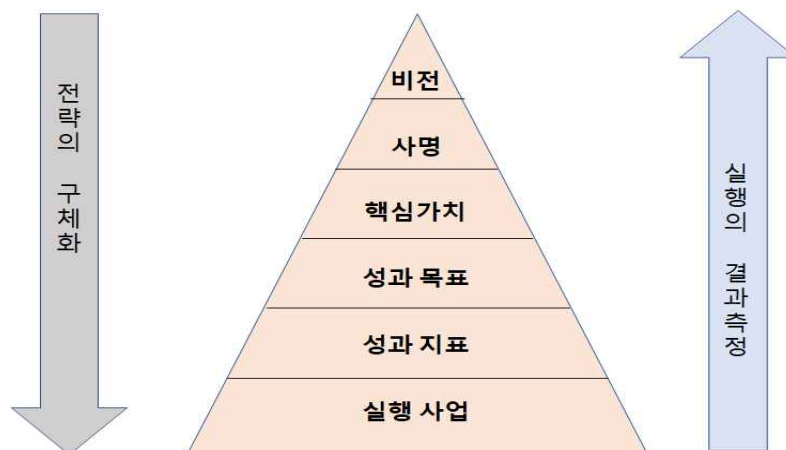 전략의 구체화
비전
사명
핵심가치
성과 목표
성과 지표
실행 사업
실행의 결과측정